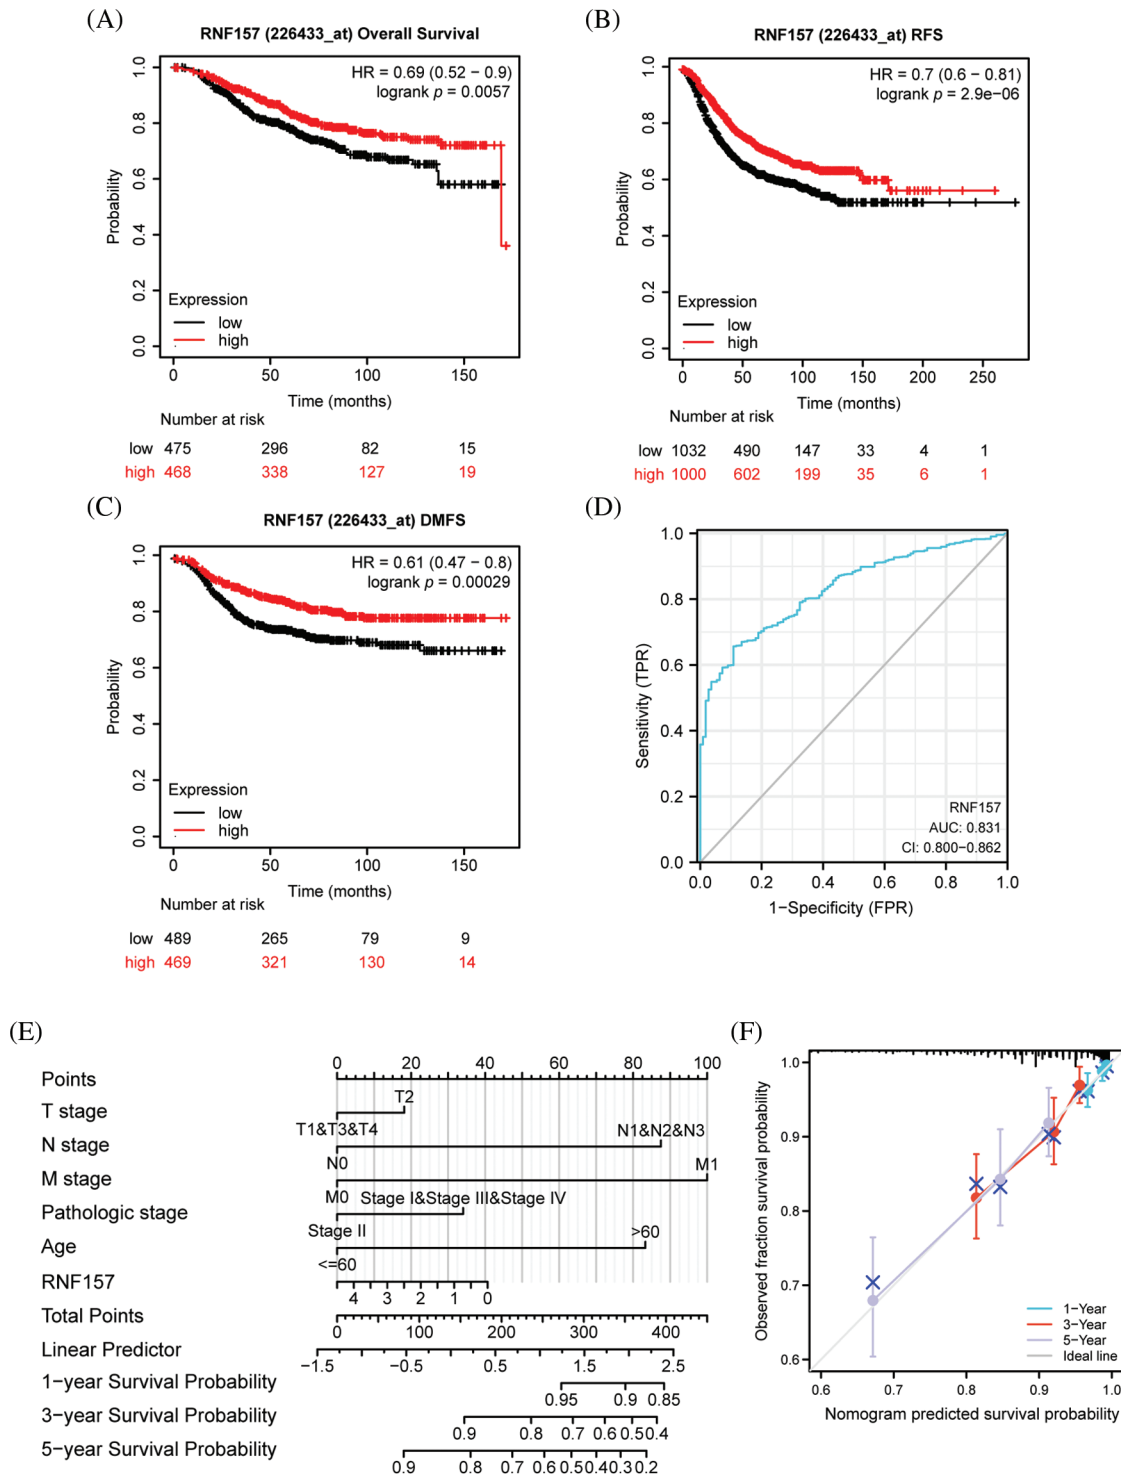 (A)
RNF157 (226433_at) Overall Survival
HR = 0.69 (0.52 − 0.9)
logrank p = 0.0057
Probability
1.0
0.8
0.6
0.4
0.2
0.0
Expression
low
high
0 50 100 150
Time (months)
Number at risk
low 475 296 82 15
high 468 338 127 19
(B)
RNF157 (226433_at) RFS
HR = 0.7 (0.6 − 0.81)
logrank p = 2.9e−06
Probability
1.0
0.8
0.6
0.4
0.2
0.0
Expression
low
high
0 50 100 150 200 250
Time (months)
Number at risk
low 1032 490 147 33 4 1
high 1000 602 199 35 6 1
(C)
RNF157 (226433_at) DMFS
HR = 0.61 (0.47 − 0.8)
logrank p = 0.00029
Probability
1.0
0.8
0.6
0.4
0.2
0.0
Expression
low
high
0 50 100 150
Time (months)
Number at risk
low 489 265 79 9
high 469 321 130 14
(D)
Sensitivity (TPR)
1.0
0.8
0.6
0.4
0.2
0.0
RNF157
AUC: 0.831
CI: 0.800−0.862
0.0 0.2 0.4 0.6 0.8 1.0
1−Specificity (FPR)
(E)
0 20 40 60 80 100
Points
T2
T stage
T1&T3&T4 N1&N2&N3
N stage
N0 M1
M stage
M0 Stage I&Stage III&Stage IV
Pathologic stage
Stage II >60
Age
<=60
RNF157
4 3 2 1 0
Total Points
0 100 200 300 400
Linear Predictor
−1.5 −0.5 0.5 1.5 2.5
1−year Survival Probability
0.95 0.9 0.85
3−year Survival Probability
0.9 0.8 0.7 0.6 0.5 0.4
5−year Survival Probability
0.9 0.8 0.7 0.6 0.5 0.4 0.3 0.2
(F)
Observed fraction survival probability
1.0
0.9
0.8
0.7
0.6
1−Year
3−Year
5−Year
Ideal line
0.6 0.7 0.8 0.9 1.0
Nomogram predicted survival probability